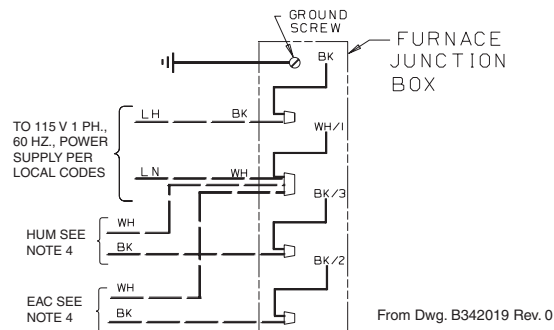 GROUND
SCREW
BK
FURNACE
JUNCTION
BOX
LH BK
TO 115 V 1 PH.,
60 HZ., POWER
SUPPLY PER
LOCAL CODES
WH/1
LN WH
BK/3
WH
HUM SEE
NOTE 4
BK
BK/2
WH
EAC SEE
NOTE 4
BK
From Dwg. B342019 Rev. 0